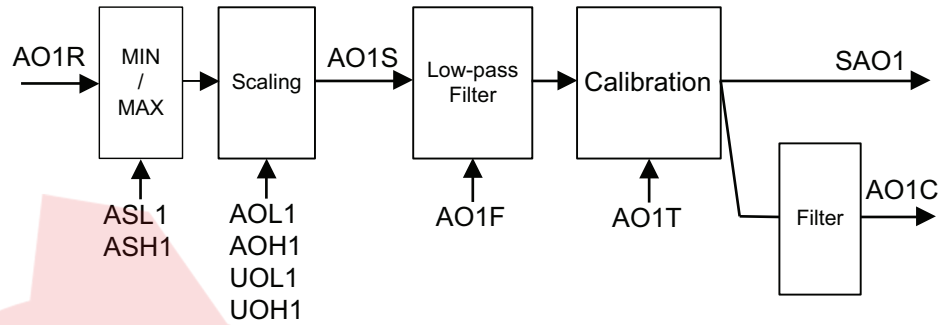 AO1R
MIN
/
MAX
Scaling
AO1S
Low-pass
Filter
Calibration
SAO1
ASL1
ASH1
AOL1
AOH1
UOL1
UOH1
AO1F
AO1T
Filter
AO1C